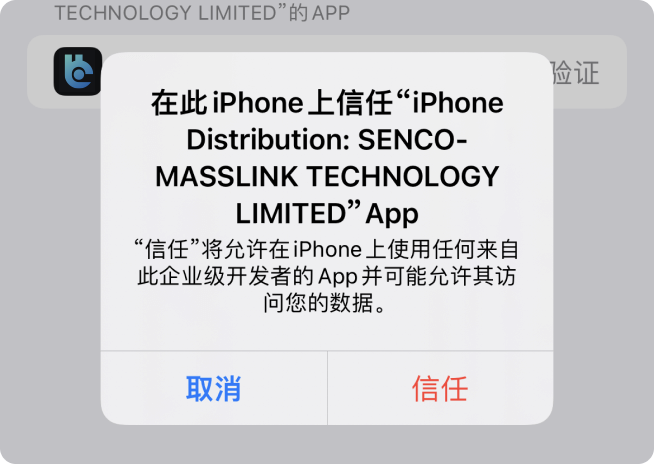 TECHNOLOGY LIMITED”的 APP
验证
在此 iPhone 上信任“iPhone
Distribution: SENCO-
MASSLINK TECHNOLOGY
LIMITED” App
“信任”将允许在 iPhone 上使用任何来自
此企业级开发者的 App 并可能允许其访
问您的数据。
取消
信任